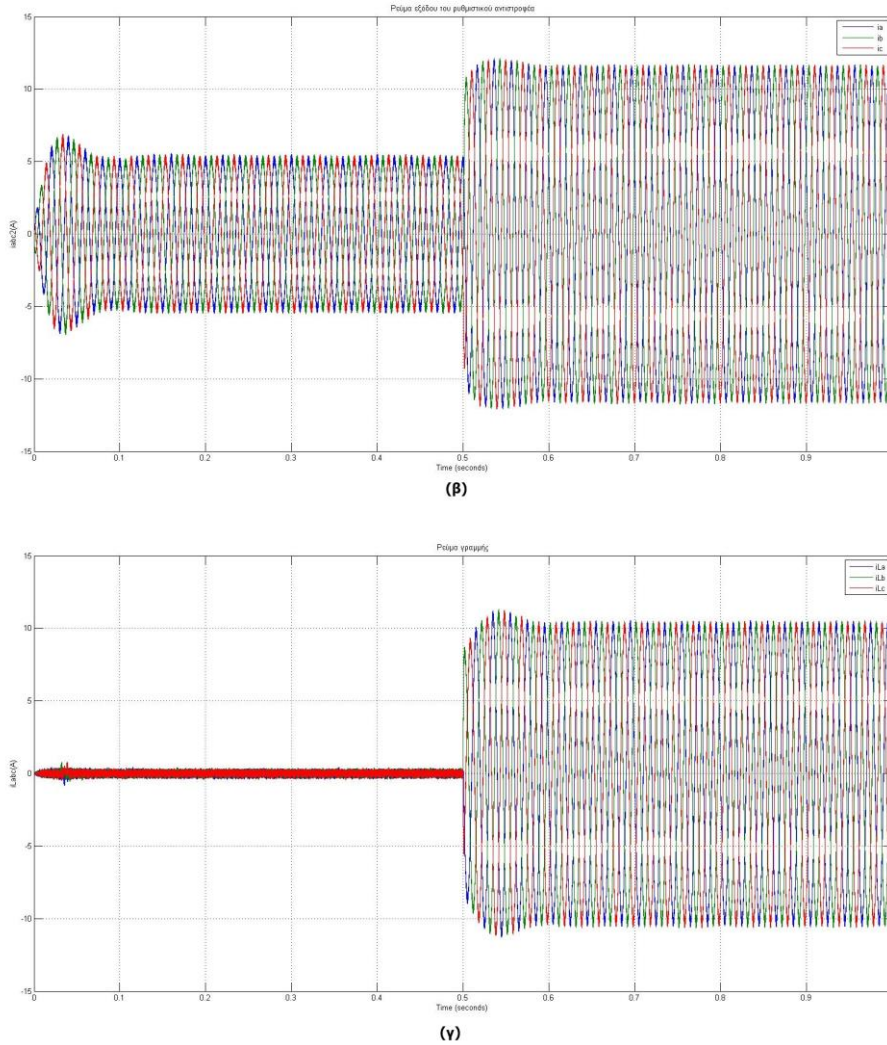 Ρεύμα εξόδου του ρυθμιστικού αντιστροφέα
15
ia
ib
ic
10
5
0
-5
-10
-15
iabc2(A)
0 0.1 0.2 0.3 0.4 0.5 0.6 0.7 0.8 0.9
Time (seconds)
(β)
Ρεύμα γραμμής
15
iLa
iLb
iLc
10
5
0
-5
-10
-15
iLabc(A)
0 0.1 0.2 0.3 0.4 0.5 0.6 0.7 0.8 0.9
Time (seconds)
(γ)